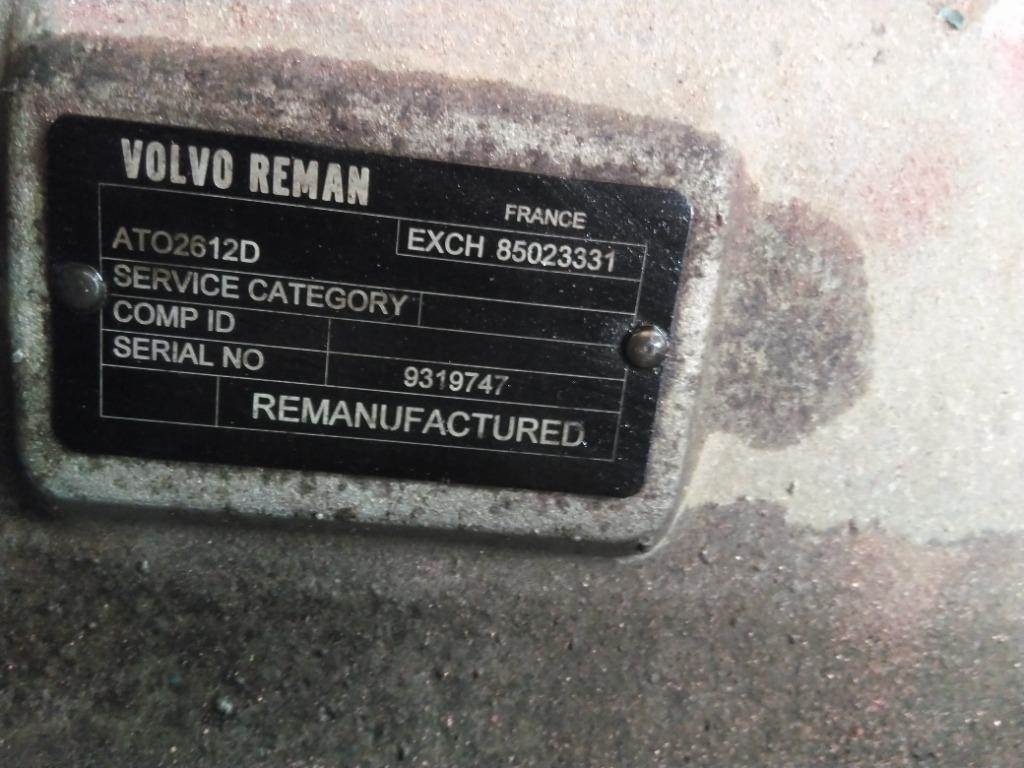 VOLVO REMAN
FRANCE
ATO2612D
EXCH 85023331
SERVICE CATEGORY
COMP ID
SERIAL NO 9319747
REMANUFACTURED